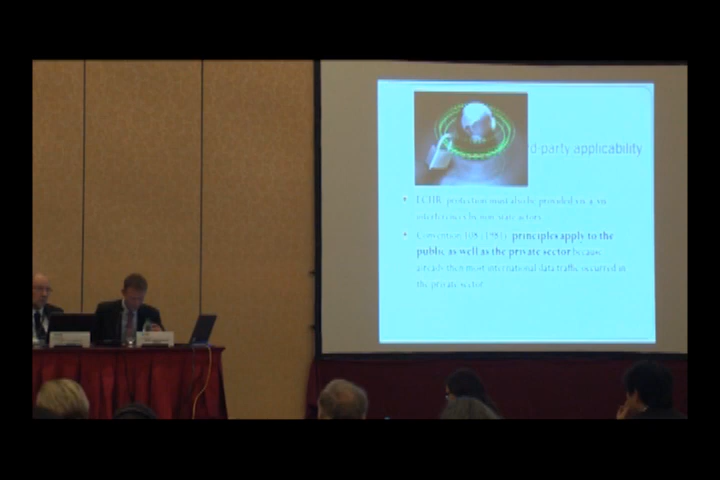 d party applicability
ECHR: protection must also be provided vis a vis
interferences by non-state actors
Convention 108 (1981): principles apply to the
public as well as the private sector because
already then most international data traffic occurred in
the private sector